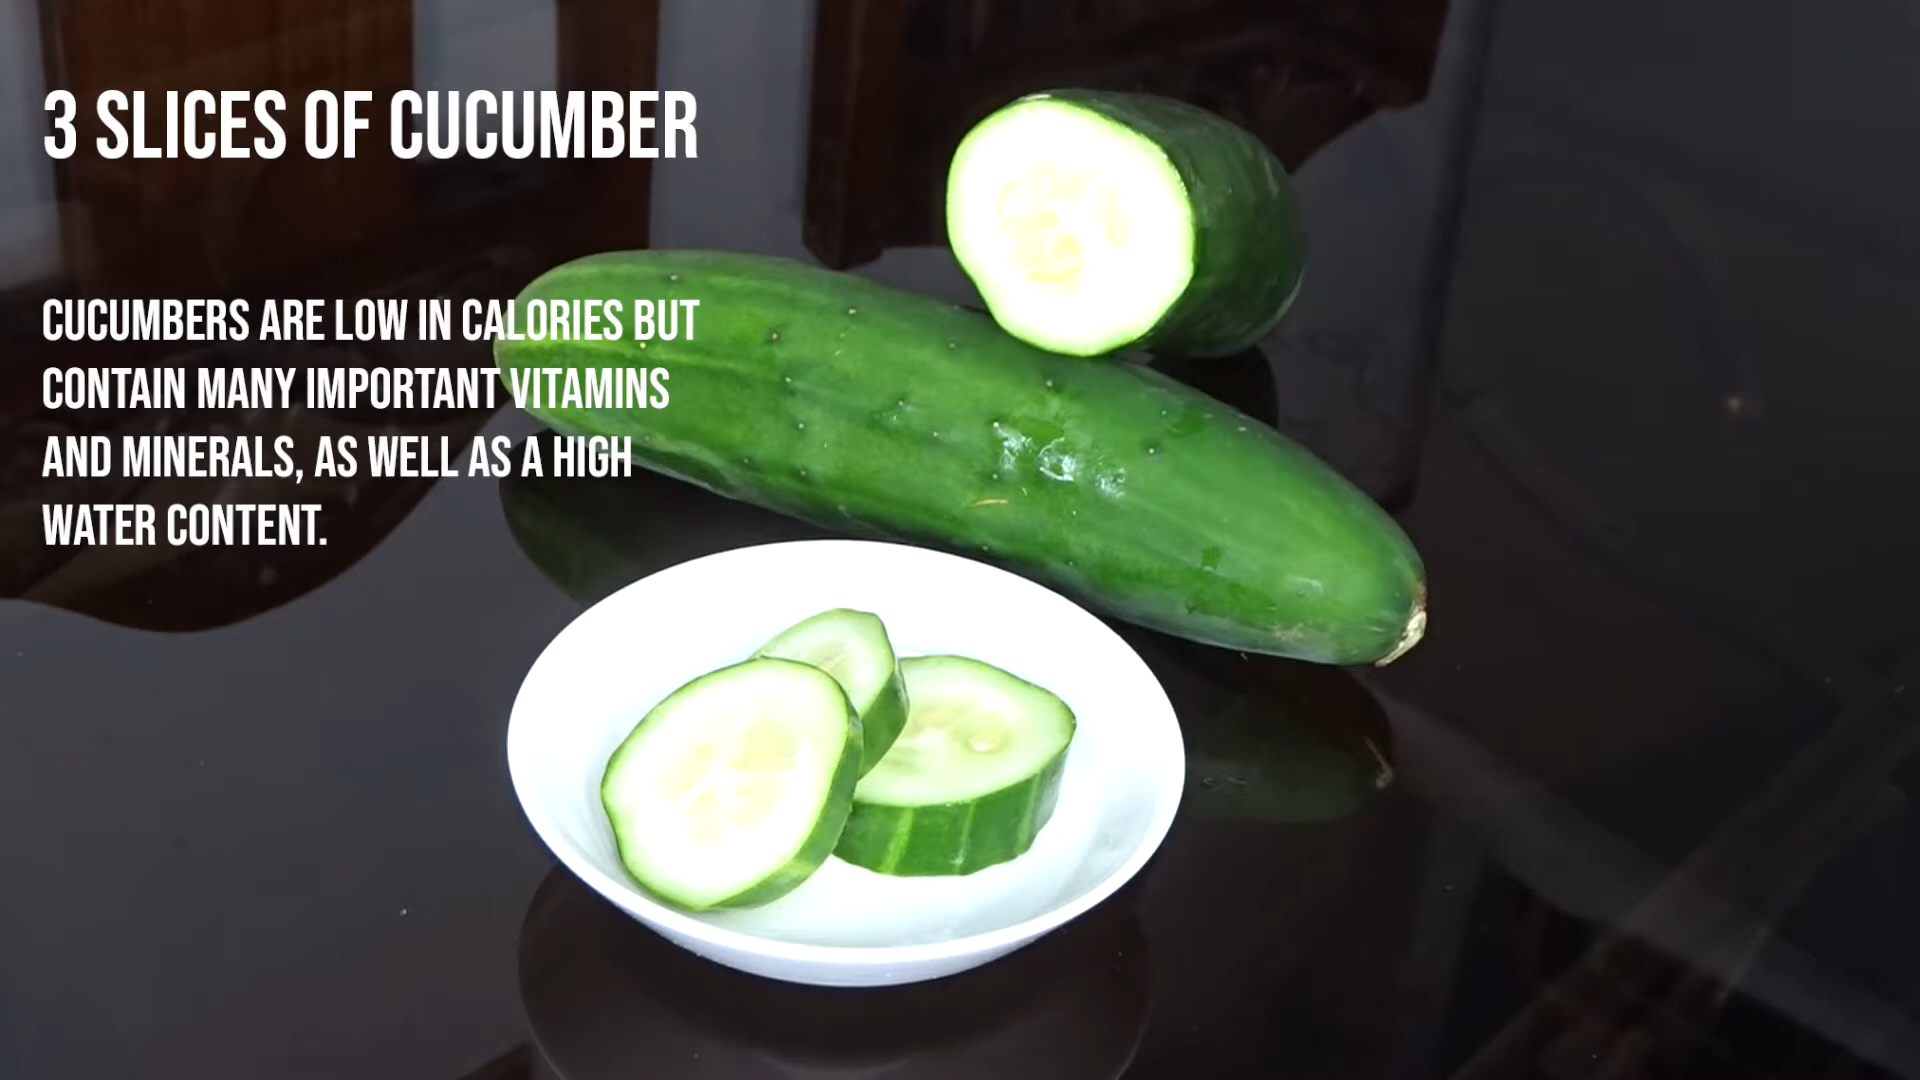 3 SLICES OF CUCUMBER
CUCUMBERS ARE LOW IN CALORIES BUT
CONTAIN MANY IMPORTANT VITAMINS
AND MINERALS, AS WELL AS A HIGH
WATER CONTENT.